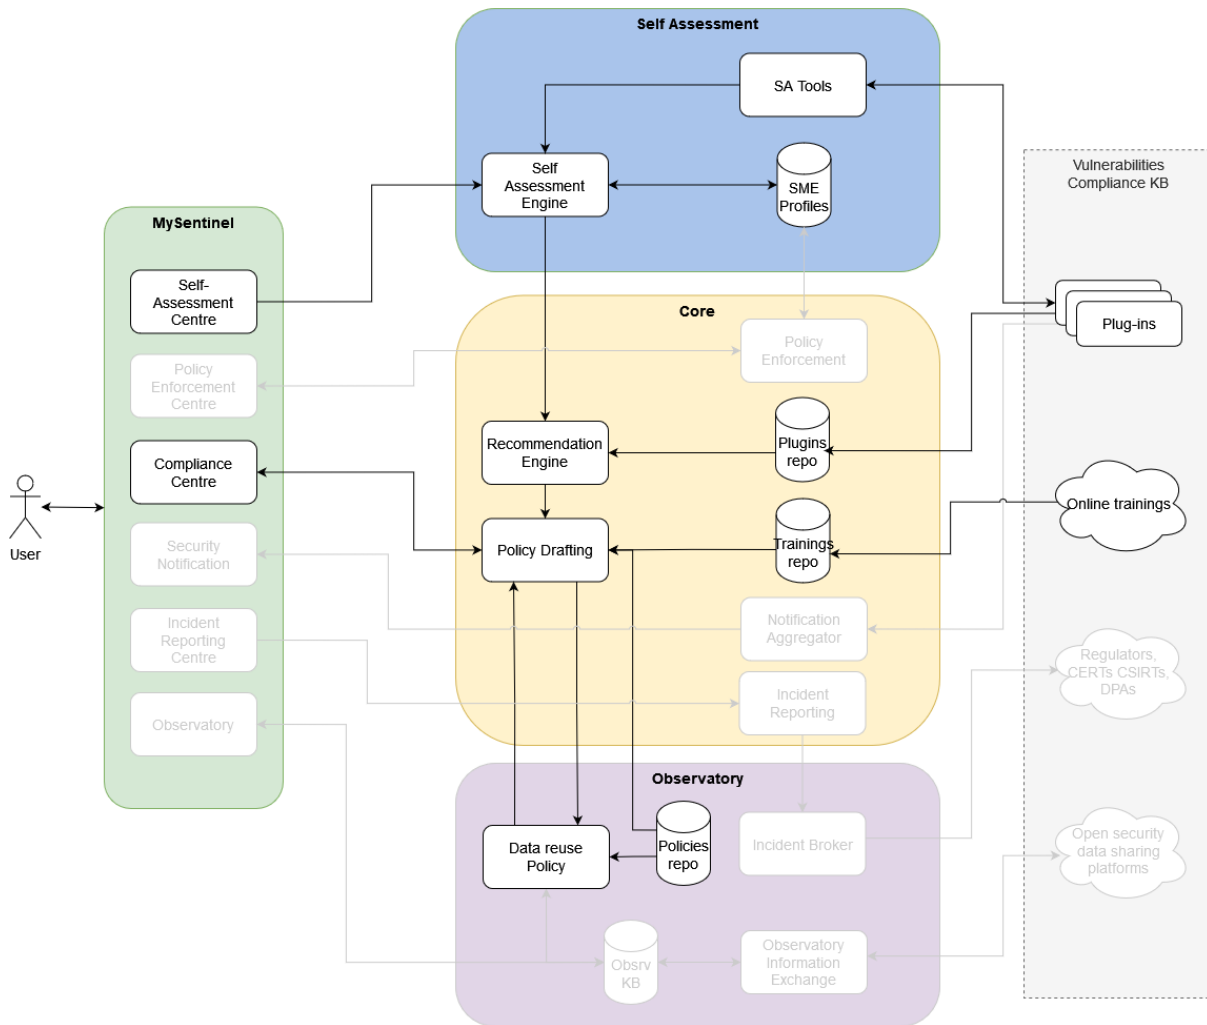 Self Assessment
SA Tools
Self
Assessment
Engine
SME
Profiles
Vulnerabilities
Compliance KB
MySentinel
Self-
Assessment
Centre
Policy
Enforcement
Centre
Compliance
Centre
Security
Notification
Incident
Reporting
Centre
Observatory
User
Core
Policy
Enforcement
Recommendation
Engine
Plugins
repo
Policy Drafting
Trainings
repo
Notification
Aggregator
Incident
Reporting
Plug-ins
Online trainings
Regulators,
CERTs CSIRTs,
DPAs
Open security
data sharing
platforms
Observatory
Data reuse
Policy
Policies
repo
Incident Broker
Obsrv
KB
Observatory
Information
Exchange